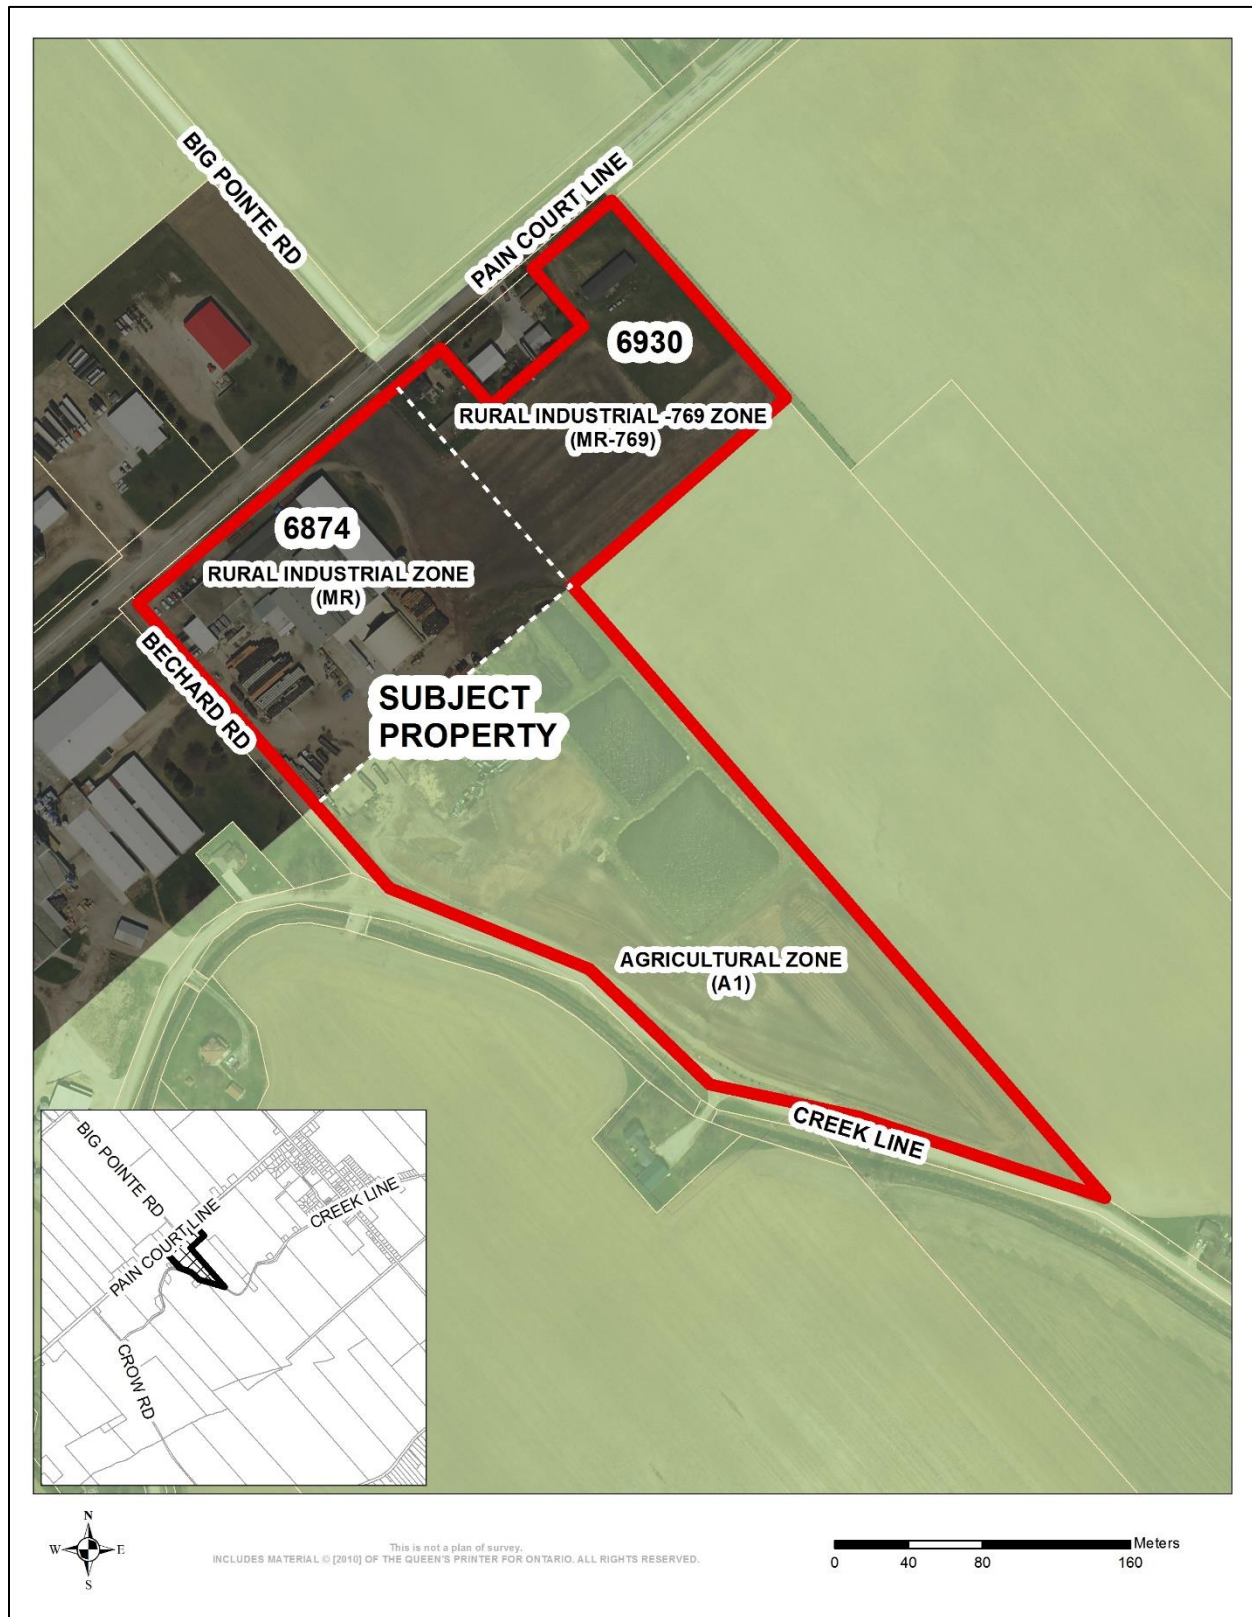 BIG POINTE RD
PAIN COURT LINE
6930
RURAL INDUSTRIAL -769 ZONE
(MR-769)
6874
RURAL INDUSTRIAL ZONE
(MR)
BECHARD RD
SUBJECT
PROPERTY
AGRICULTURAL ZONE
(A1)
CREEK LINE
BIG POINTE RD
PAIN COURT LINE
CREEK LINE
CROW RD
N
W
E
S
This is not a plan of survey.
INCLUDES MATERIAL © [2010] OF THE QUEEN'S PRINTER FOR ONTARIO. ALL RIGHTS RESERVED.
Meters
0 40 80 160